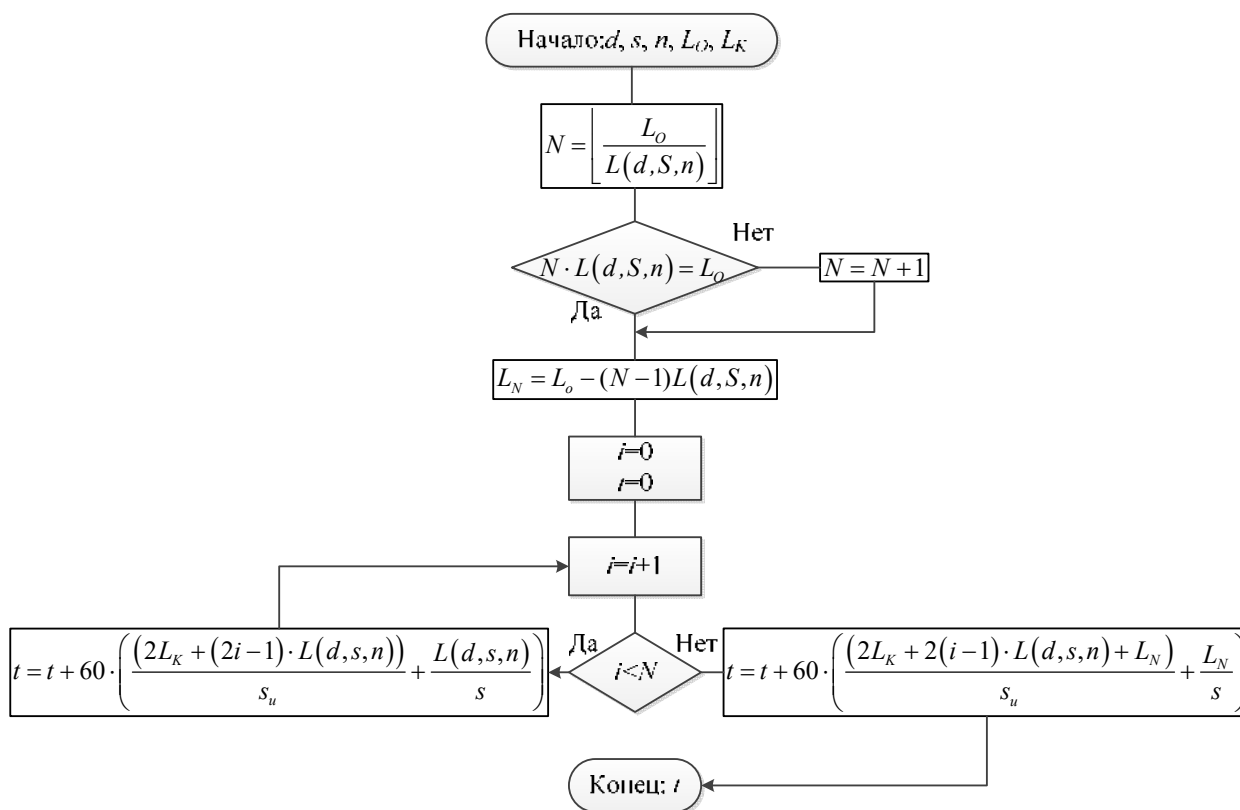 Начало: d, s, n, L_O, L_K
N = ⌊ L_O / L(d,S,n) ⌋
Нет
N · L(d,S,n) = L_O
N = N + 1
Да
L_N = L_o − (N−1)L(d,S,n)
i=0
t=0
i=i+1
Да
Нет
t = t + 60 · ( (2L_K + (2i−1) · L(d,s,n)) / s_u + L(d,s,n) / s )
i<N
t = t + 60 · ( (2L_K + 2(i−1) · L(d,s,n) + L_N) / s_u + L_N / s )
Конец: t